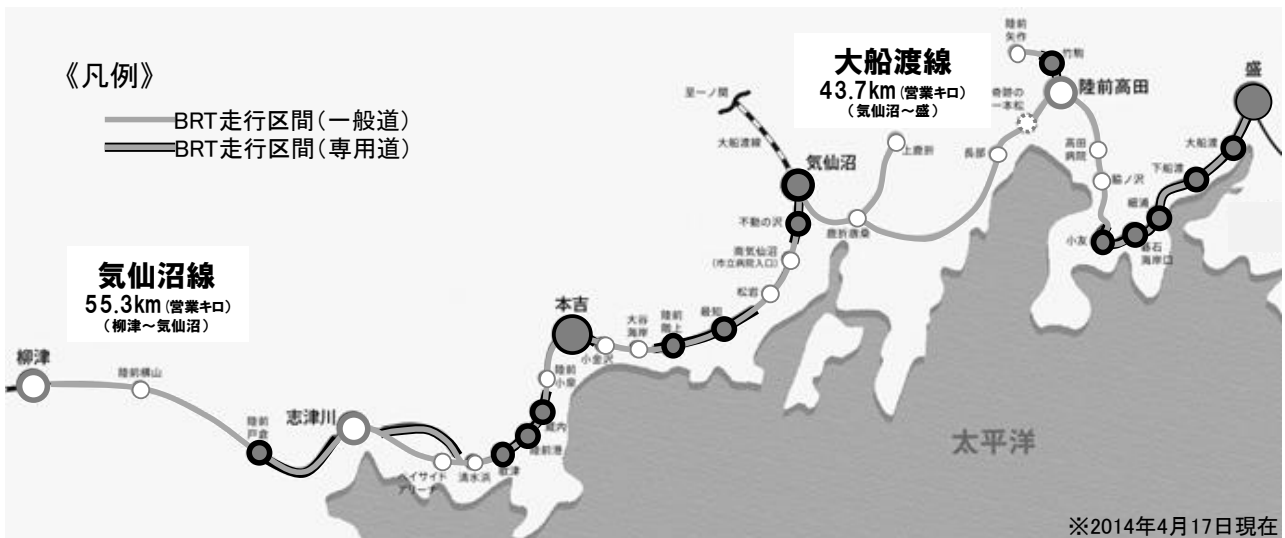 《凡例》
BRT走行区間(一般道)
BRT走行区間(専用道)
大船渡線
43.7km(営業キロ)
(気仙沼~盛)
気仙沼線
55.3km(営業キロ)
(柳津~気仙沼)
至一ノ関
大船渡線
気仙沼
不動の沢
南気仙沼
(市立病院入口)
松岩
最知
陸前
階上
大谷
海岸
小金沢
本吉
陸前
小泉
蔵内
陸前港
歌津
清水浜
ベイサイド
アリーナ
志津川
陸前
戸倉
陸前横山
柳津
鹿折唐桑
上鹿折
長部
奇跡の
一本松
陸前
矢作
竹駒
陸前高田
高田
病院
脇ノ沢
小友
碁石
海岸口
細浦
下船渡
大船渡
盛
太平洋
※2014年4月17日現在